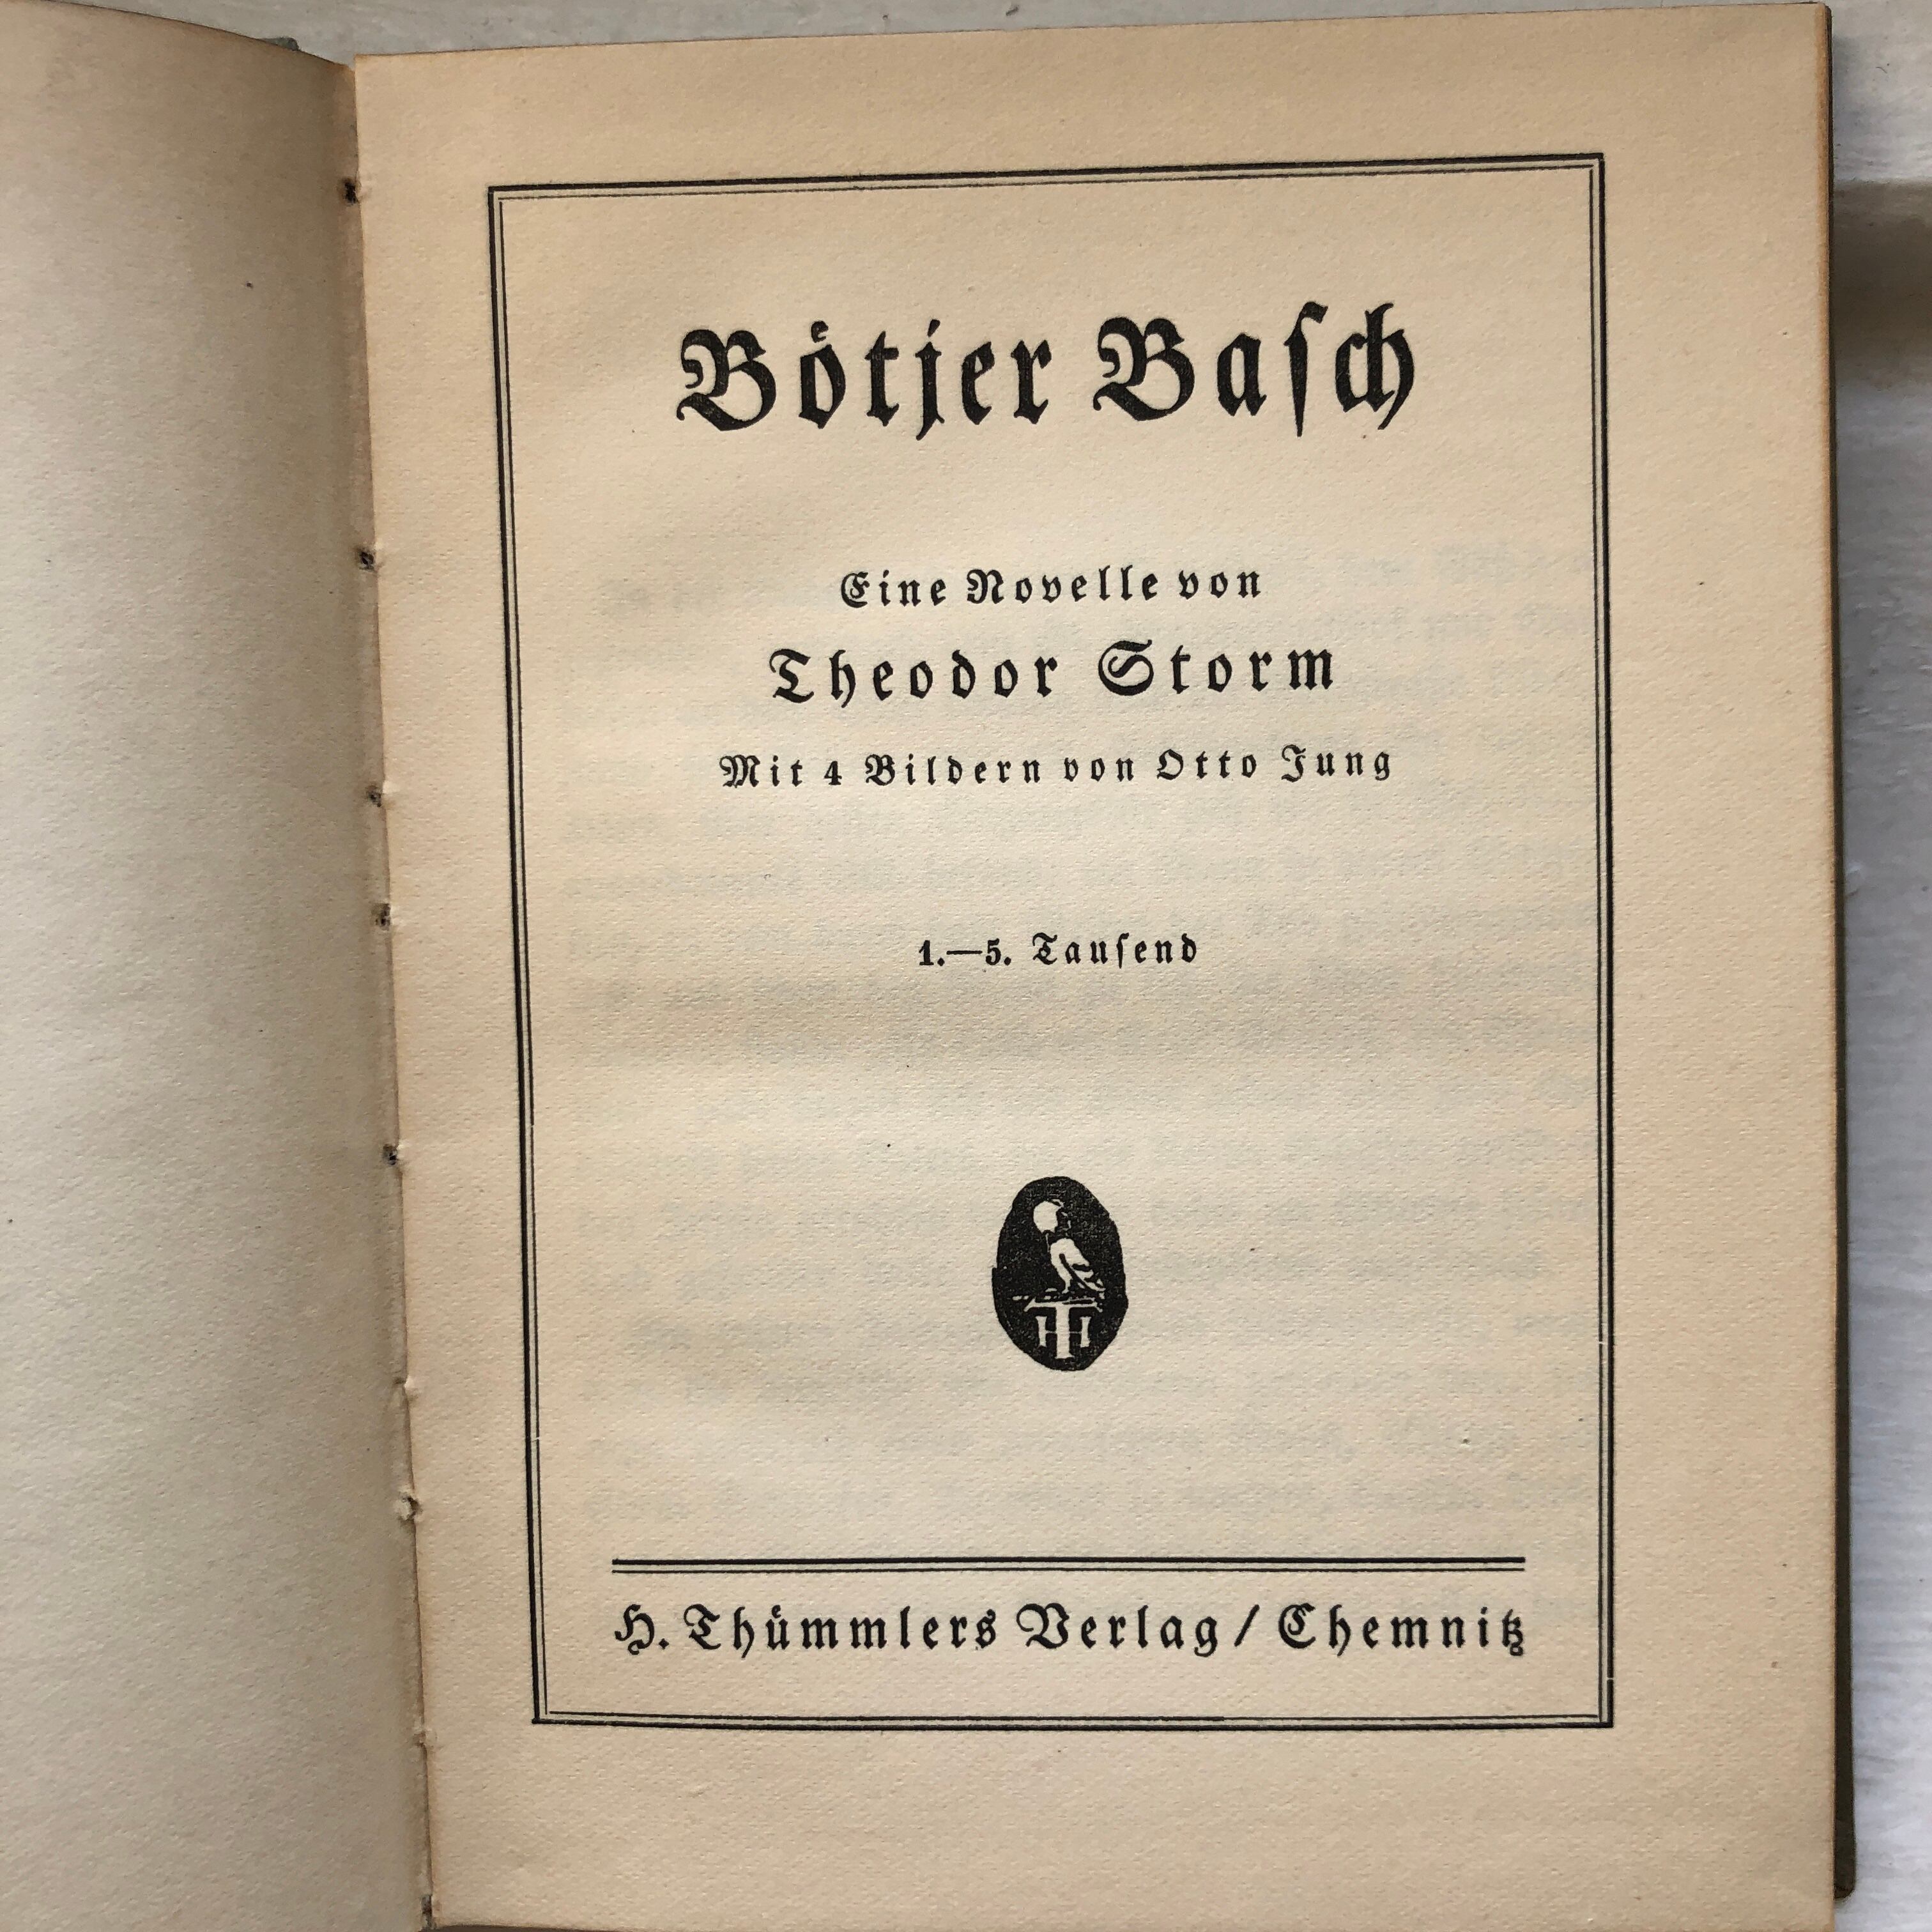 Bötjer Baſch
Eine Novelle von
Theodor Storm
Mit 4 Bildern von Otto Jung
1.—5. Tauſend
HT
H. Thümmlers Verlag / Chemnitz